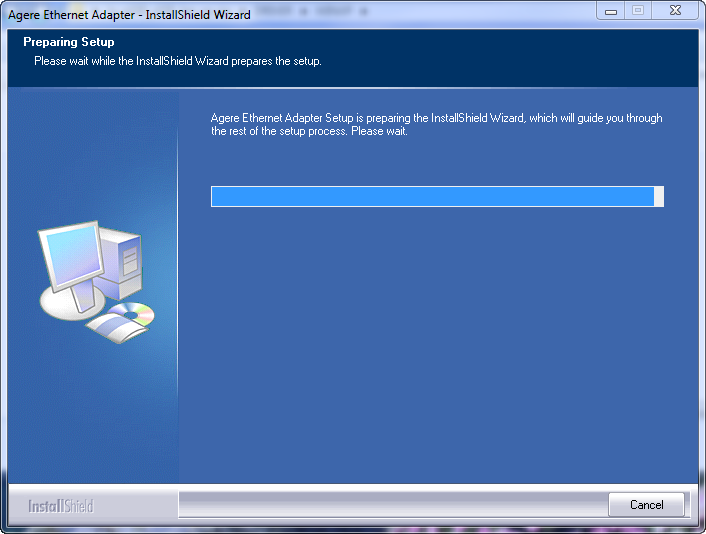 Agere Ethernet Adapter - InstallShield Wizard
Preparing Setup
Please wait while the InstallShield Wizard prepares the setup.
Agere Ethernet Adapter Setup is preparing the InstallShield Wizard, which will guide you through
the rest of the setup process. Please wait.
InstallShield
Cancel